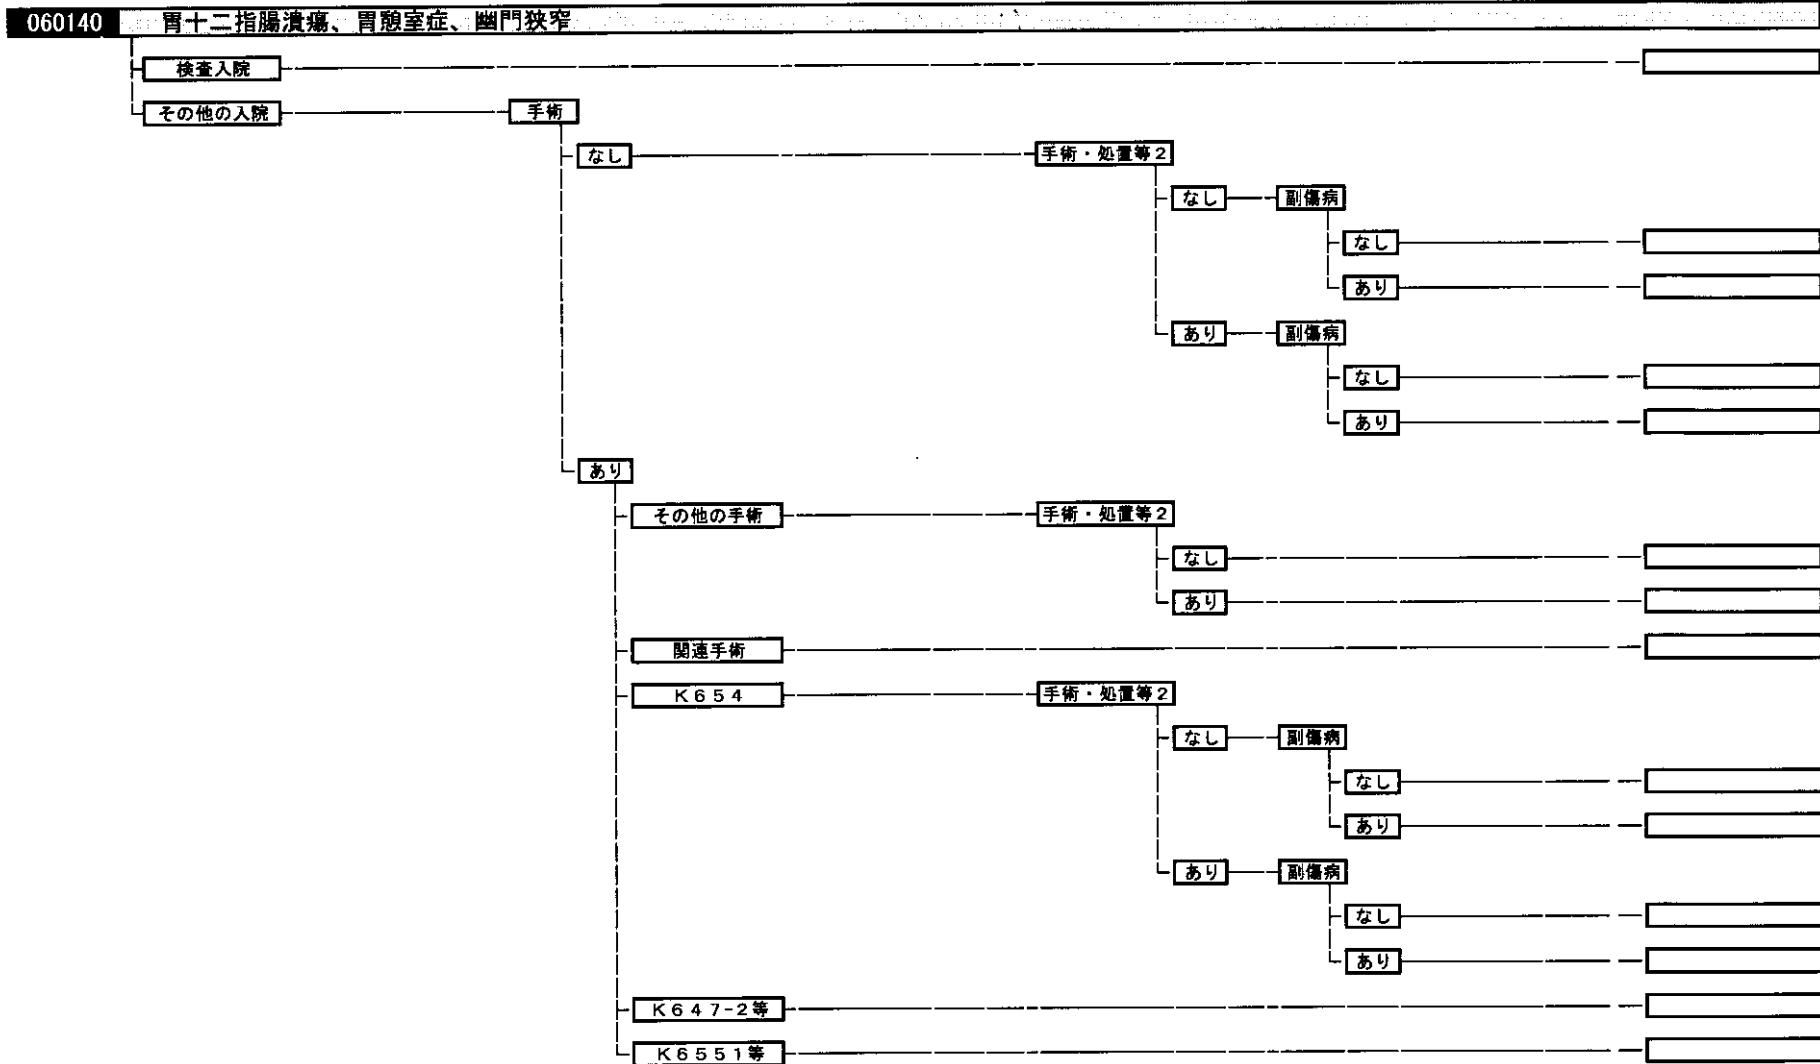 060140 胃十二指腸潰瘍、胃憩室症、幽門狭窄
検査入院
その他の入院 手術
なし 手術・処置等2
なし 副傷病
なし
あり
あり 副傷病
なし
あり
あり
その他の手術 手術・処置等2
なし
あり
関連手術
K654 手術・処置等2
なし 副傷病
なし
あり
あり 副傷病
なし
あり
K647-2等
K6551等